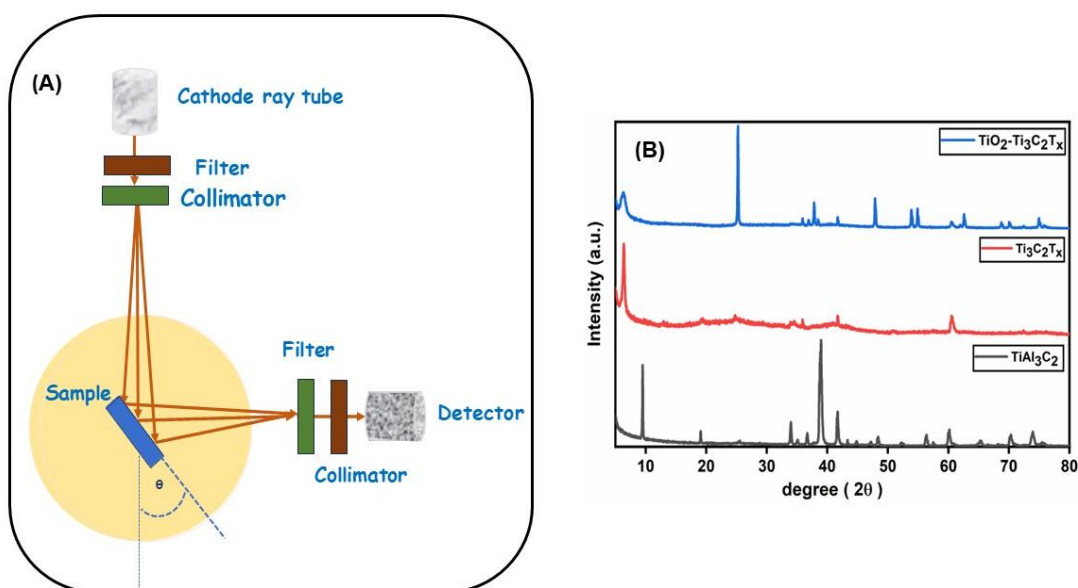 (A)
Cathode ray tube
Filter
Collimator
Sample
θ
Filter
Detector
Collimator
(B)
TiO₂-Ti₃C₂Tₓ
Ti₃C₂Tₓ
TiAl₃C₂
Intensity (a.u.)
10 20 30 40 50 60 70 80
degree ( 2θ )